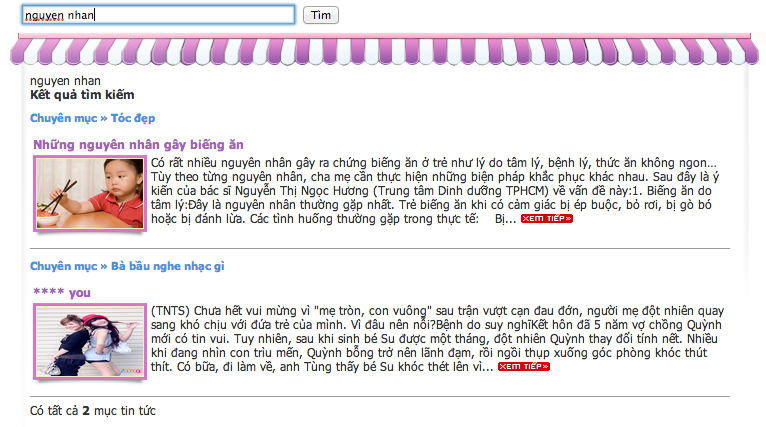 nguyen nhan Tìm
nguyen nhan
Kết quả tìm kiếm
Chuyên mục » Tóc đẹp
Những nguyên nhân gây biếng ăn
Có rất nhiều nguyên nhân gây ra chứng biếng ăn ở trẻ như lý do tâm lý, bệnh lý, thức ăn không ngon...
Tùy theo từng nguyên nhân, cha mẹ cần thực hiện những biện pháp khắc phục khác nhau. Sau đây là ý
kiến của bác sĩ Nguyễn Thị Ngọc Hương (Trung tâm Dinh dưỡng TPHCM) về vấn đề này:1. Biếng ăn do
tâm lý:Đây là nguyên nhân thường gặp nhất. Trẻ biếng ăn khi có cảm giác bị ép buộc, bỏ rơi, bị gò bó
hoặc bị đánh lừa. Các tình huống thường gặp trong thực tế: Bị... XEM TIẾP»
Chuyên mục » Bà bầu nghe nhạc gì
**** you
(TNTS) Chưa hết vui mừng vì "mẹ tròn, con vuông" sau trận vượt cạn đau đớn, người mẹ đột nhiên quay
sang khó chịu với đứa trẻ của mình. Vì đâu nên nỗi?Bệnh do suy nghĩKết hôn đã 5 năm vợ chồng Quỳnh
mới có tin vui. Tuy nhiên, sau khi sinh bé Su được một tháng, đột nhiên Quỳnh thay đổi tính nết. Nhiều
khi đang nhìn con trìu mến, Quỳnh bỗng trở nên lãnh đạm, rồi ngồi thụp xuống góc phòng khóc thút
thít. Có bữa, đi làm về, anh Tùng thấy bé Su khóc thét lên vì... XEM TIẾP»
Có tất cả 2 mục tin tức